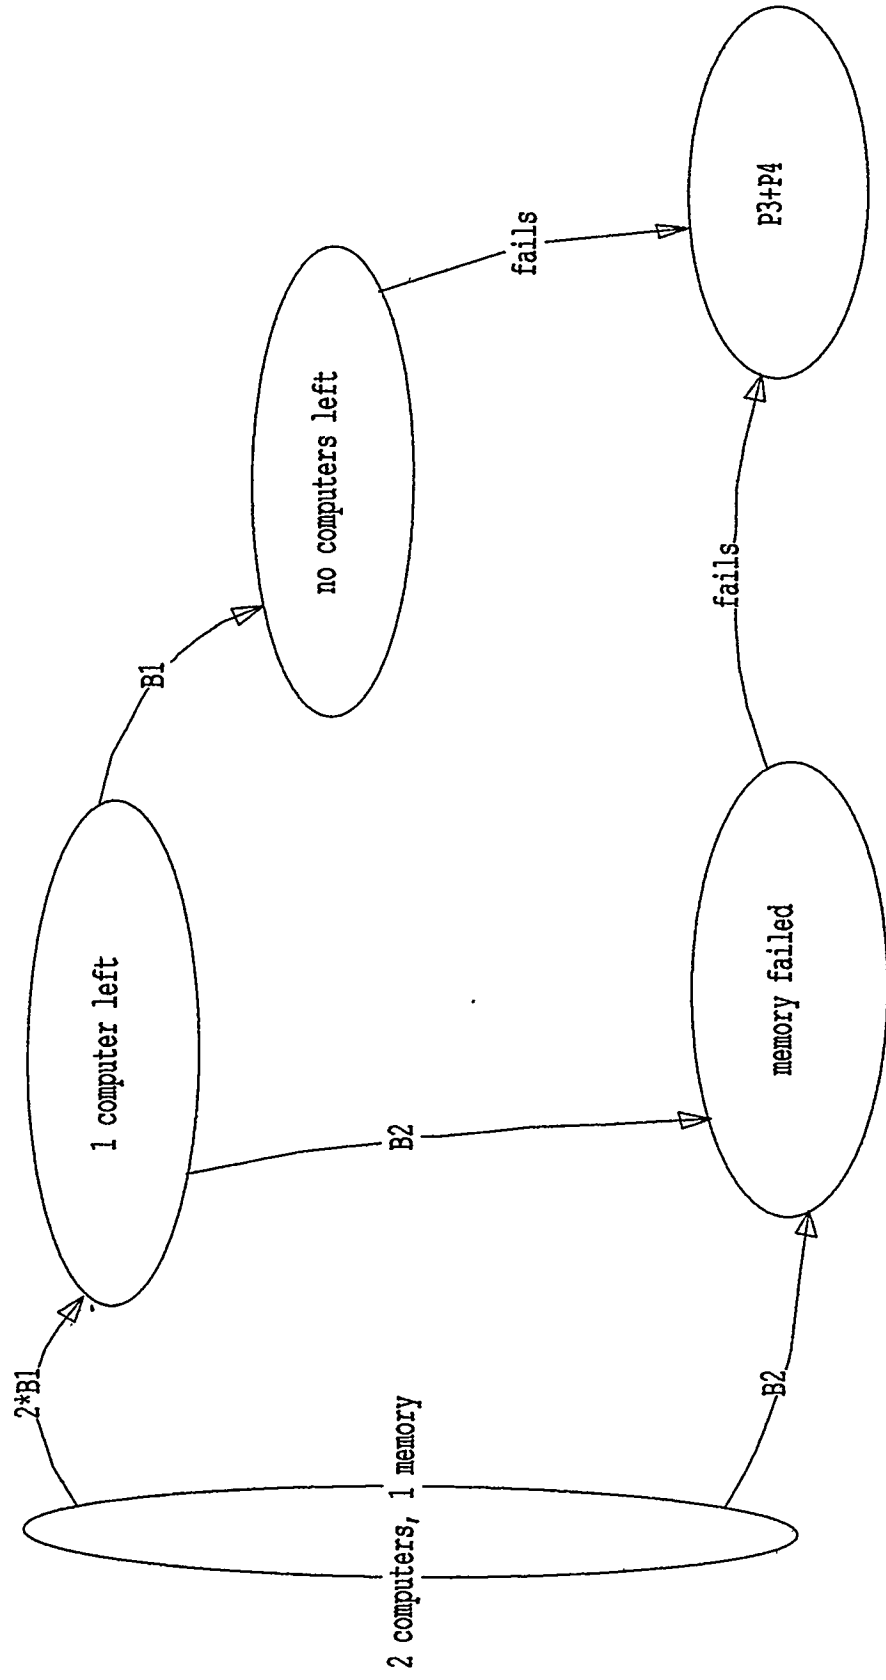 2 computers, 1 memory
2*B1
B2
1 computer left
B2
memory failed
B1
no computers left
fails
fails
P3+P4